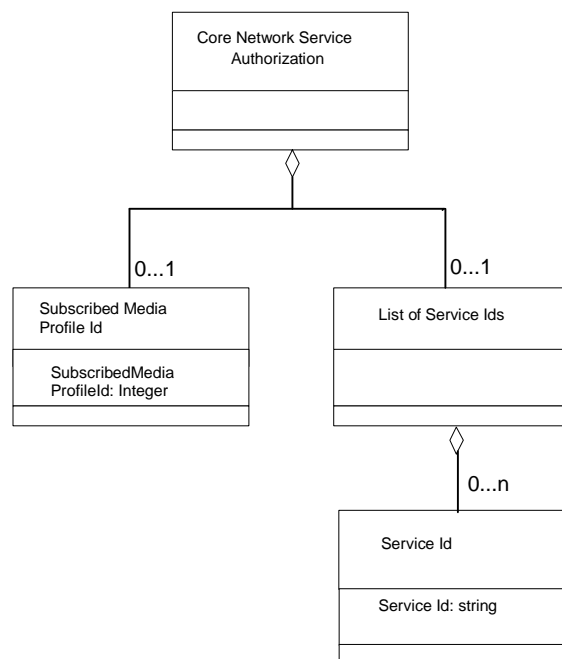 Core Network Service
Authorization
0...1
0...1
Subscribed Media
Profile Id
List of Service Ids
SubscribedMedia
ProfileId: Integer
0...n
Service Id
Service Id: string